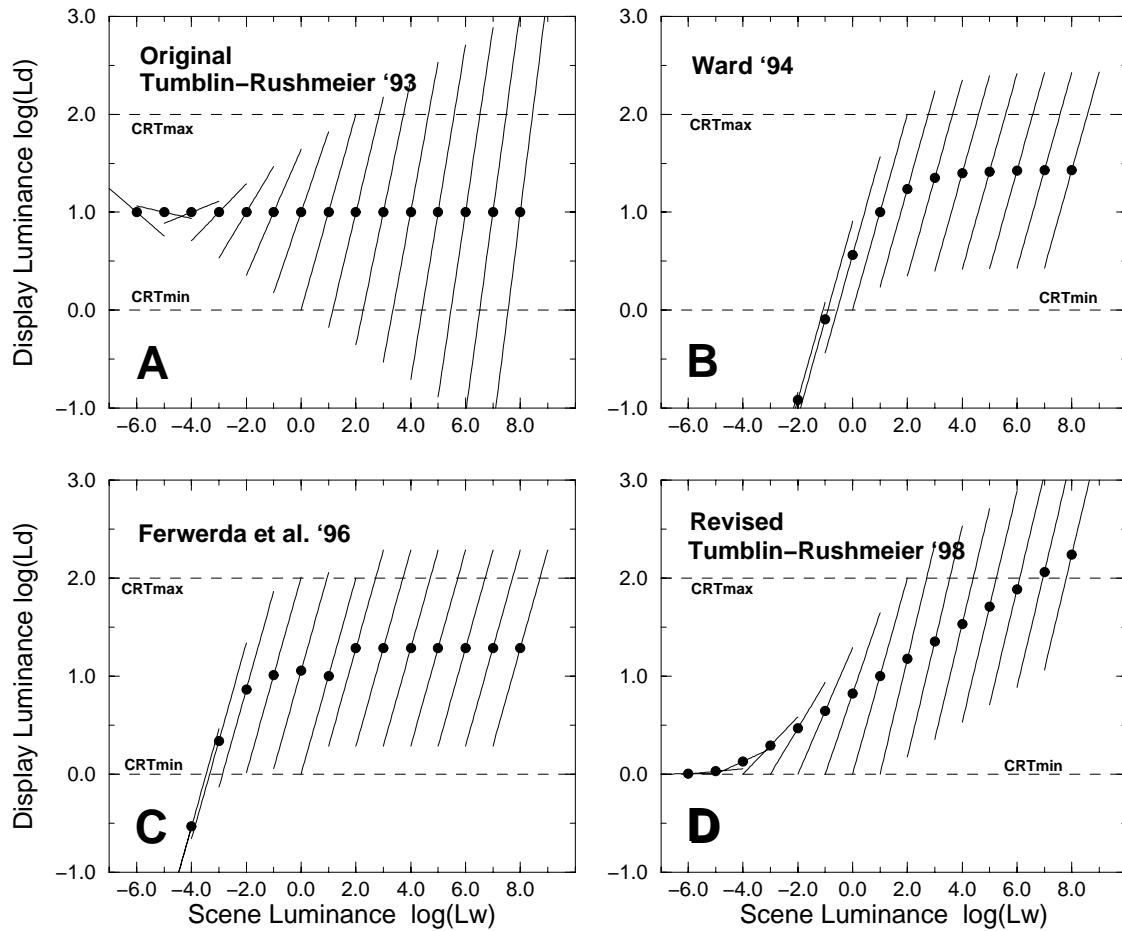 Original
Tumblin–Rushmeier ‘93
CRTmax
CRTmin
A
3.0
2.0
1.0
0.0
−1.0
−6.0 −4.0 −2.0 0.0 2.0 4.0 6.0 8.0
Display Luminance log(Ld)
Ward ‘94
CRTmax
CRTmin
B
3.0
2.0
1.0
0.0
−1.0
−6.0 −4.0 −2.0 0.0 2.0 4.0 6.0 8.0
Ferwerda et al. ‘96
CRTmax
CRTmin
C
3.0
2.0
1.0
0.0
−1.0
−6.0 −4.0 −2.0 0.0 2.0 4.0 6.0 8.0
Display Luminance log(Ld)
Scene Luminance log(Lw)
Revised
Tumblin–Rushmeier ‘98
CRTmax
CRTmin
D
3.0
2.0
1.0
0.0
−1.0
−6.0 −4.0 −2.0 0.0 2.0 4.0 6.0 8.0
Scene Luminance log(Lw)